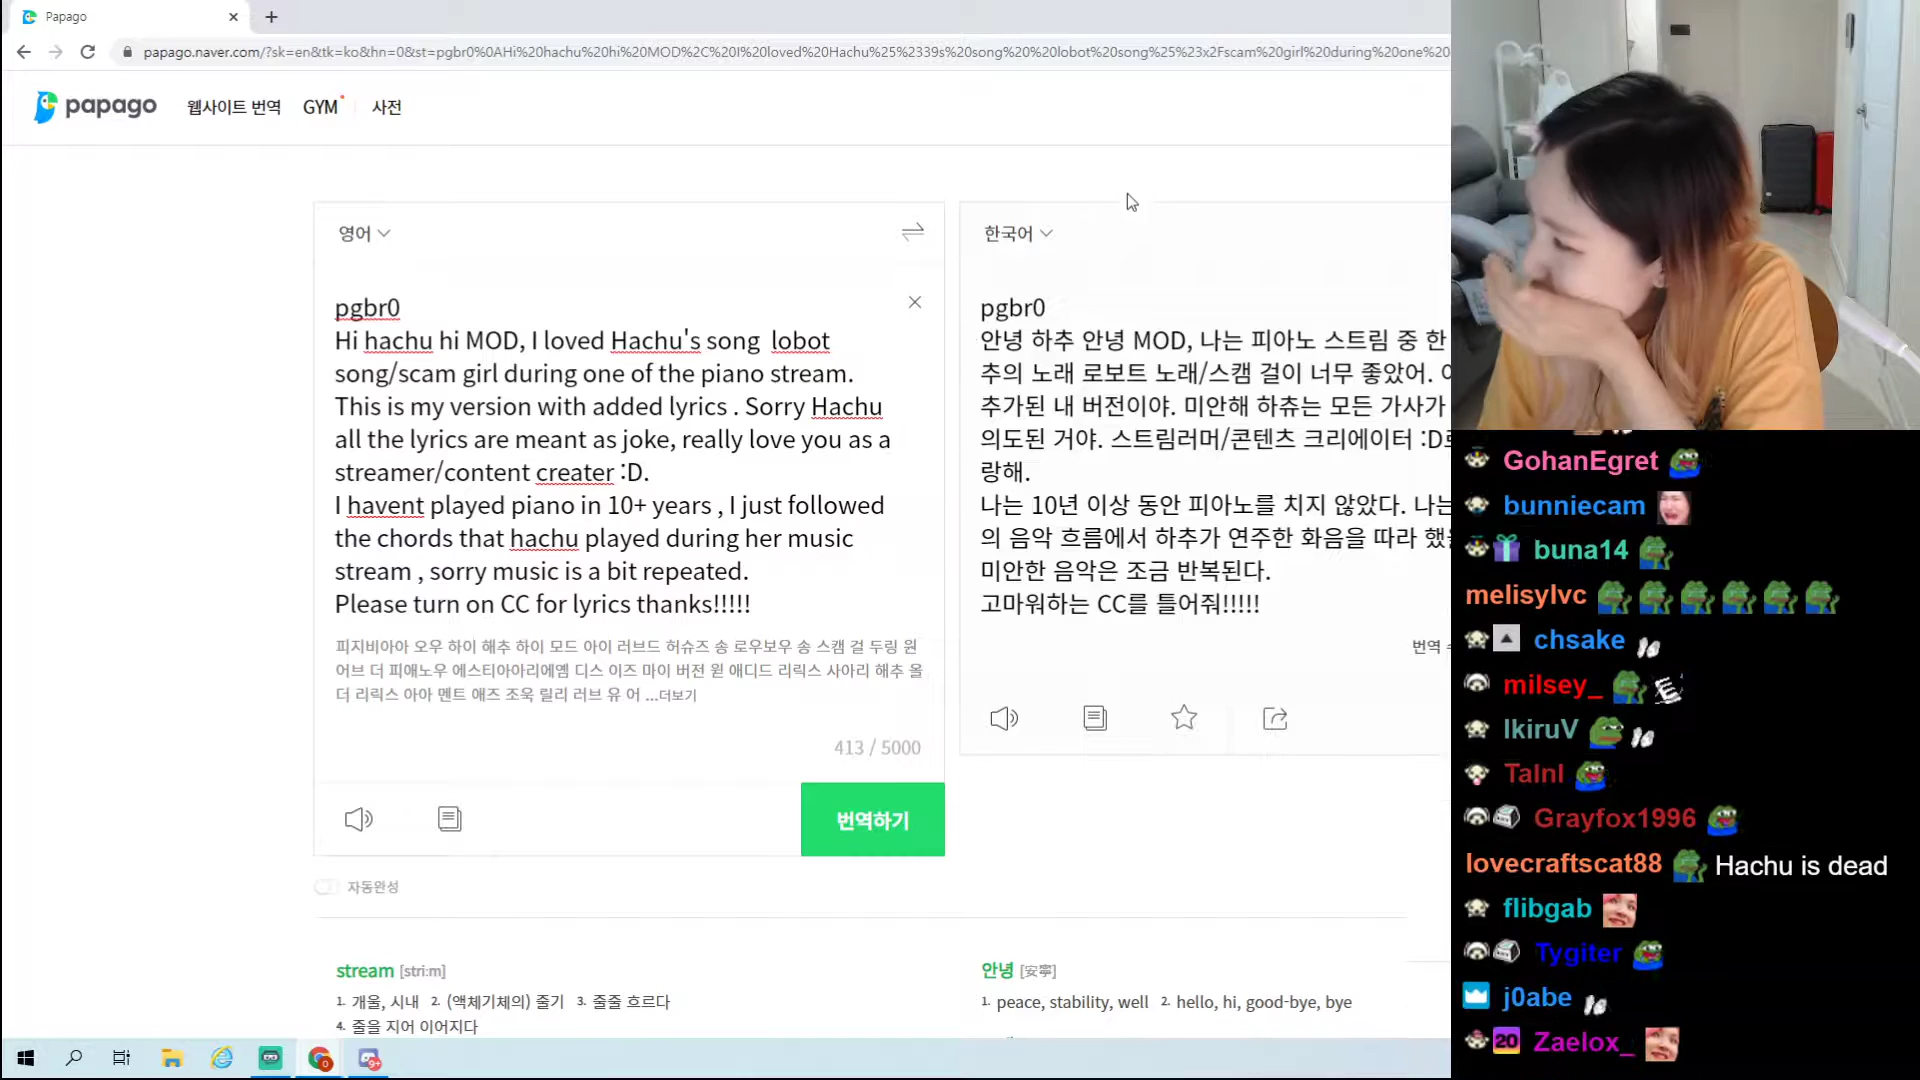 Papago
papago.naver.com/?sk=en&tk=ko&hn=0&st=pgbr0%0AHi%20hachu%20hi%20MOD%2C%20I%20loved%20Hachu%25%2339s%20song%20%20lobot%20song%25%23x2Fscam%20girl%20during%20one%20
papago 웹사이트 번역 GYM 사전
영어
pgbr0
Hi hachu hi MOD, I loved Hachu's song  lobot
song/scam girl during one of the piano stream.
This is my version with added lyrics . Sorry Hachu
all the lyrics are meant as joke, really love you as a
streamer/content creater :D.
I havent played piano in 10+ years , I just followed
the chords that hachu played during her music
stream , sorry music is a bit repeated.
Please turn on CC for lyrics thanks!!!!!
피지비아아 오우 하이 해추 하이 모드 아이 러브드 허슈즈 송 로우보우 송 스캠 걸 두링 원
어브 더 피애노우 에스티아아리에엠 디스 이즈 마이 버전 윋 애디드 리릭스 사아리 해추 올
더 리릭스 아아 멘트 애즈 조욱 릴리 러브 유 어 ...더보기
413 / 5000
번역하기
자동완성
한국어
pgbr0
안녕 하추 안녕 MOD, 나는 피아노 스트림 중 한
추의 노래 로보트 노래/스캠 걸이 너무 좋았어.
추가된 내 버전이야. 미안해 하츄는 모든 가사가
의도된 거야. 스트림러머/콘텐츠 크리에이터 :D
랑해.
나는 10년 이상 동안 피아노를 치지 않았다. 나는
의 음악 흐름에서 하추가 연주한 화음을 따라
미안한 음악은 조금 반복된다.
고마워하는 CC를 틀어줘!!!!!
번역
stream [striːm]
1. 개울, 시내 2. (액체기체의) 줄기 3. 줄줄 흐르다
4. 줄을 지어 이어지다
안녕 [安寧]
1. peace, stability, well 2. hello, hi, good-bye, bye
GohanEgret
bunniecam
buna14
melisylvc
chsake
milsey_
IkiruV
TaInI
Grayfox1996
lovecraftscat88 Hachu is dead
flibgab
Tygiter
j0abe
20 Zaelox_
9+